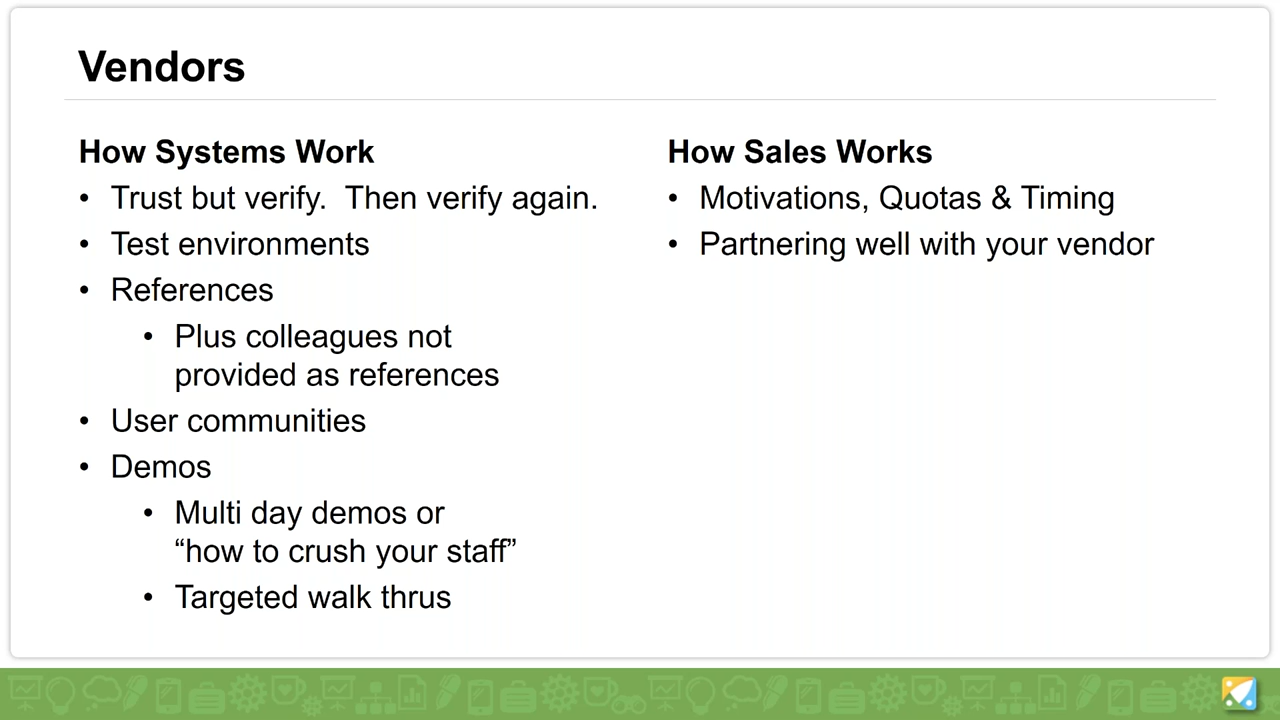 Vendors
How Systems Work
• Trust but verify.  Then verify again.
• Test environments
• References
• Plus colleagues not
provided as references
• User communities
• Demos
• Multi day demos or
“how to crush your staff”
• Targeted walk thrus
How Sales Works
• Motivations, Quotas & Timing
• Partnering well with your vendor